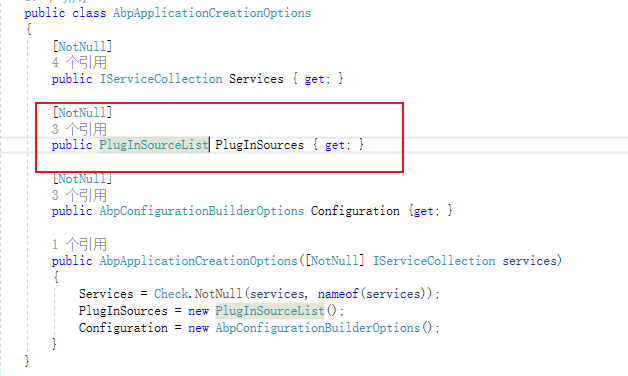 public class AbpApplicationCreationOptions
{
[NotNull]
4 个引用
public IServiceCollection Services { get; }
[NotNull]
3 个引用
public PlugInSourceList PlugInSources { get; }
[NotNull]
3 个引用
public AbpConfigurationBuilderOptions Configuration {get; }
1 个引用
public AbpApplicationCreationOptions([NotNull] IServiceCollection services)
{
Services = Check.NotNull(services, nameof(services));
PlugInSources = new PlugInSourceList();
Configuration = new AbpConfigurationBuilderOptions();
}
}